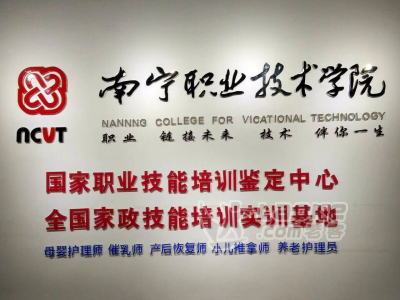 南宁职业技术学院
NANNNG COLLEGE FOR VICATIONAL TECHNOLOGY
NCVT
职业 链接未来 技术 伴你一生
国家职业技能培训鉴定中心
全国家政技能培训实训基地
母婴护理师 催乳师 产后恢复师 小儿推拿师 养老护理员